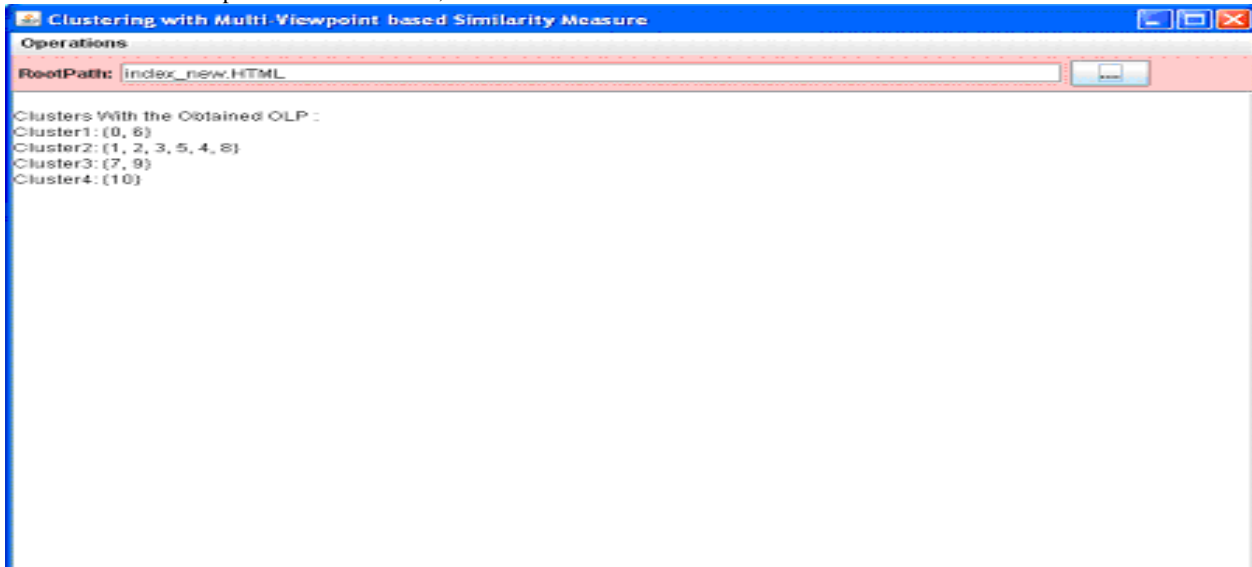 Clustering with Multi-Viewpoint based Similarity Measure
Operations
RootPath: index_new.HTML ...
Clusters With the Obtained OLP :
Cluster1: {0, 6}
Cluster2: {1, 2, 3, 5, 4, 8}
Cluster3: {7, 9}
Cluster4: {10}